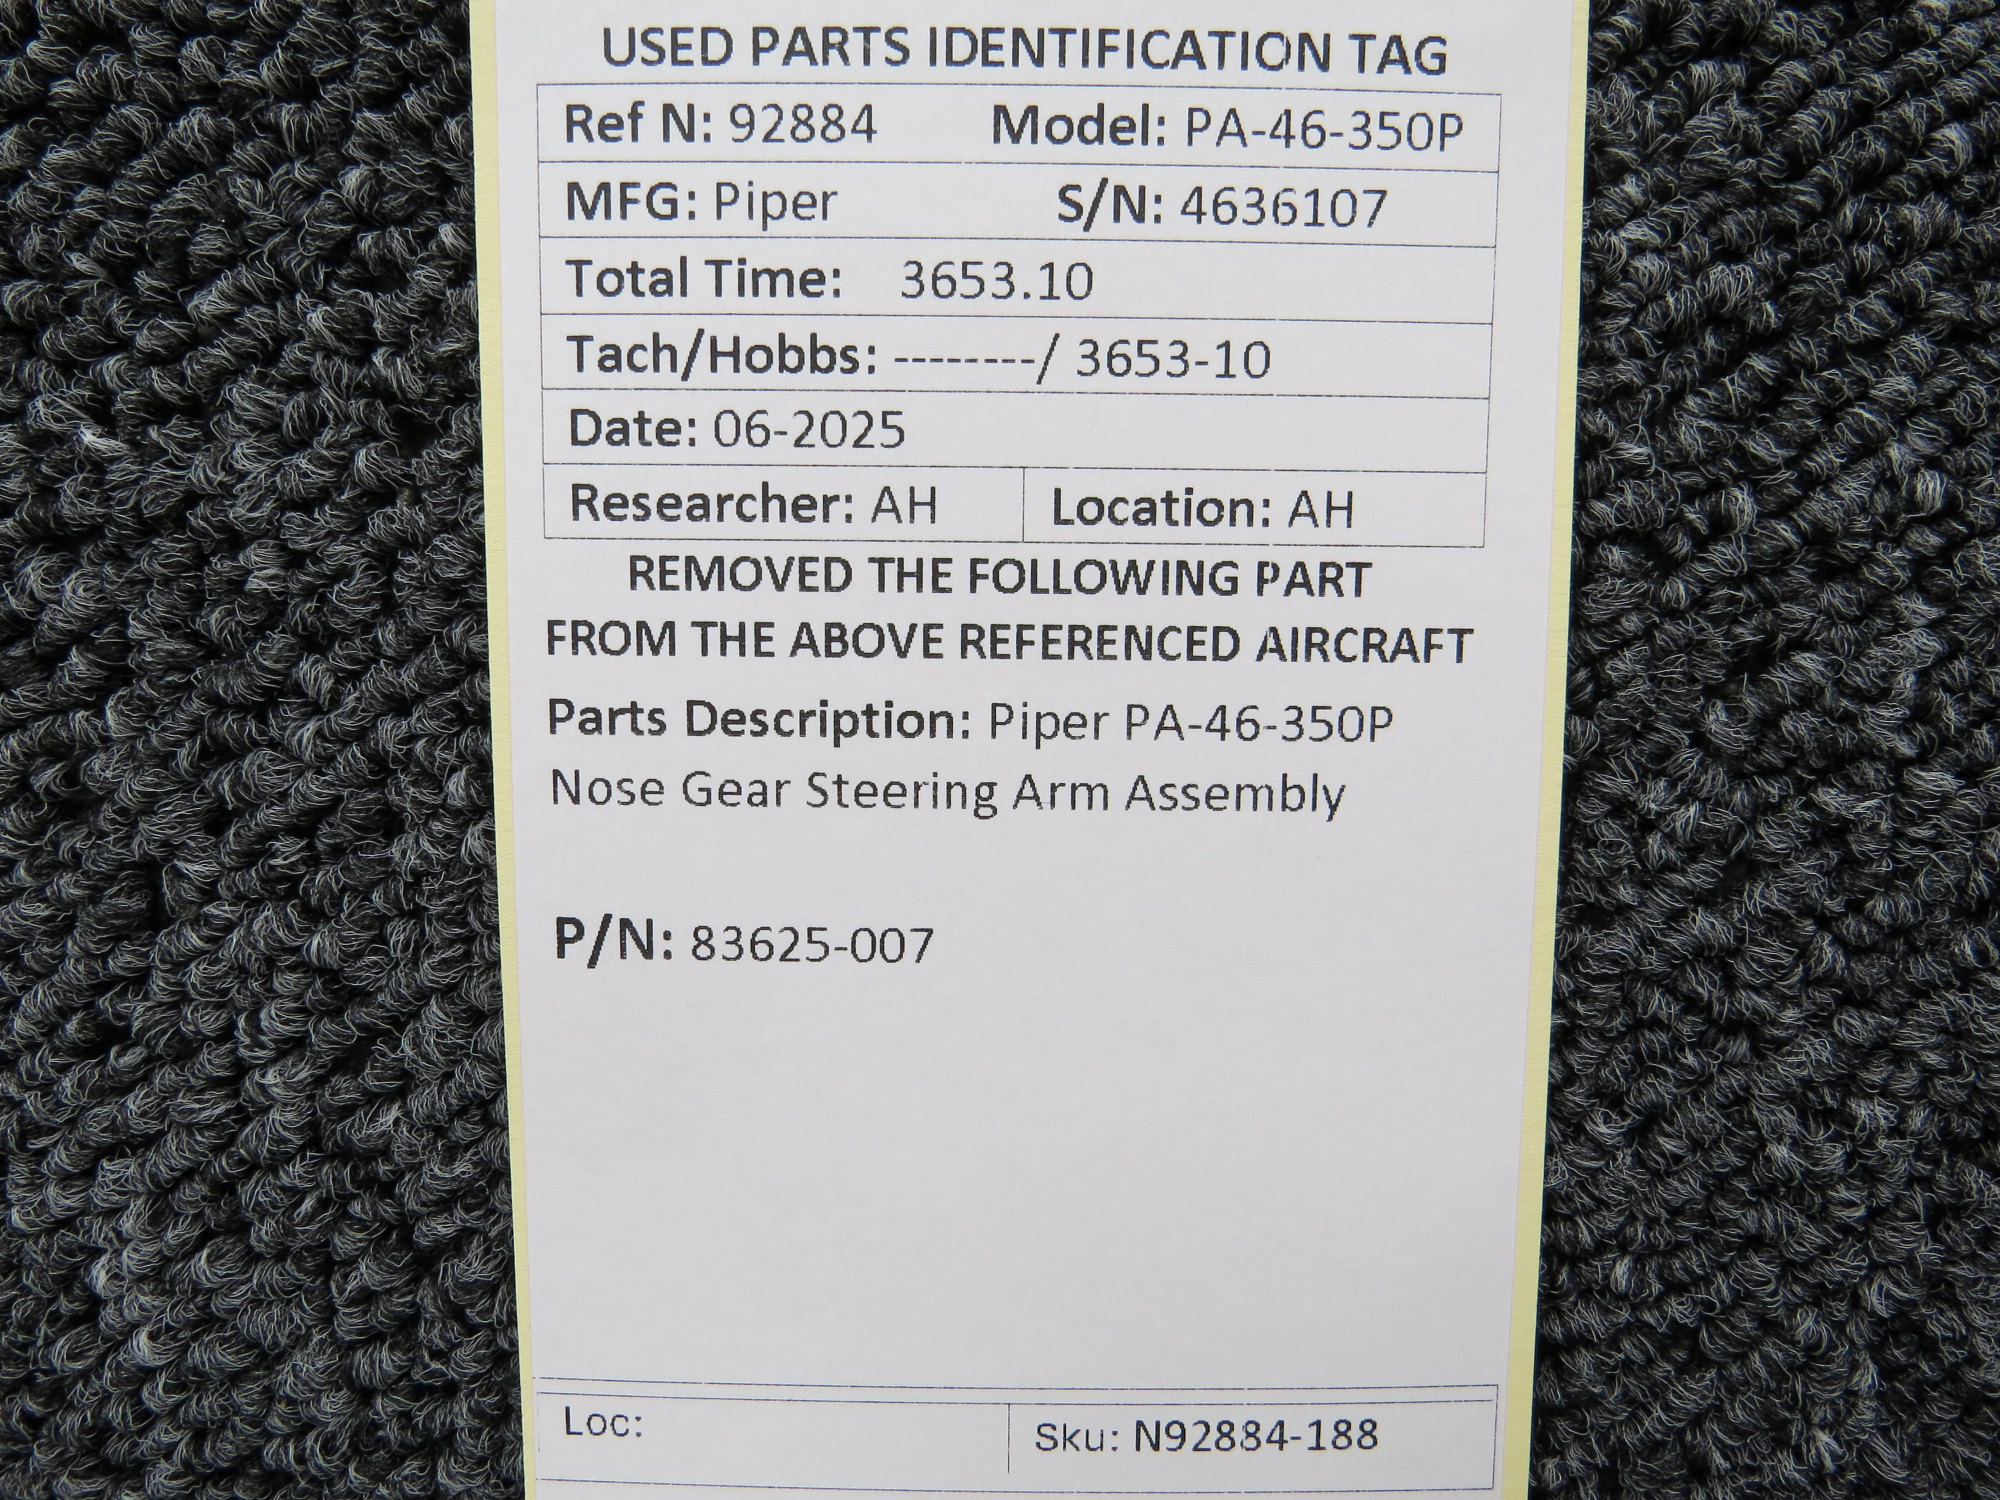 USED PARTS IDENTIFICATION TAG
Ref N: 92884 Model: PA-46-350P
MFG: Piper S/N: 4636107
Total Time: 3653.10
Tach/Hobbs: --------/ 3653-10
Date: 06-2025
Researcher: AH Location: AH
REMOVED THE FOLLOWING PART
FROM THE ABOVE REFERENCED AIRCRAFT
Parts Description: Piper PA-46-350P
Nose Gear Steering Arm Assembly
P/N: 83625-007
Loc: Sku: N92884-188